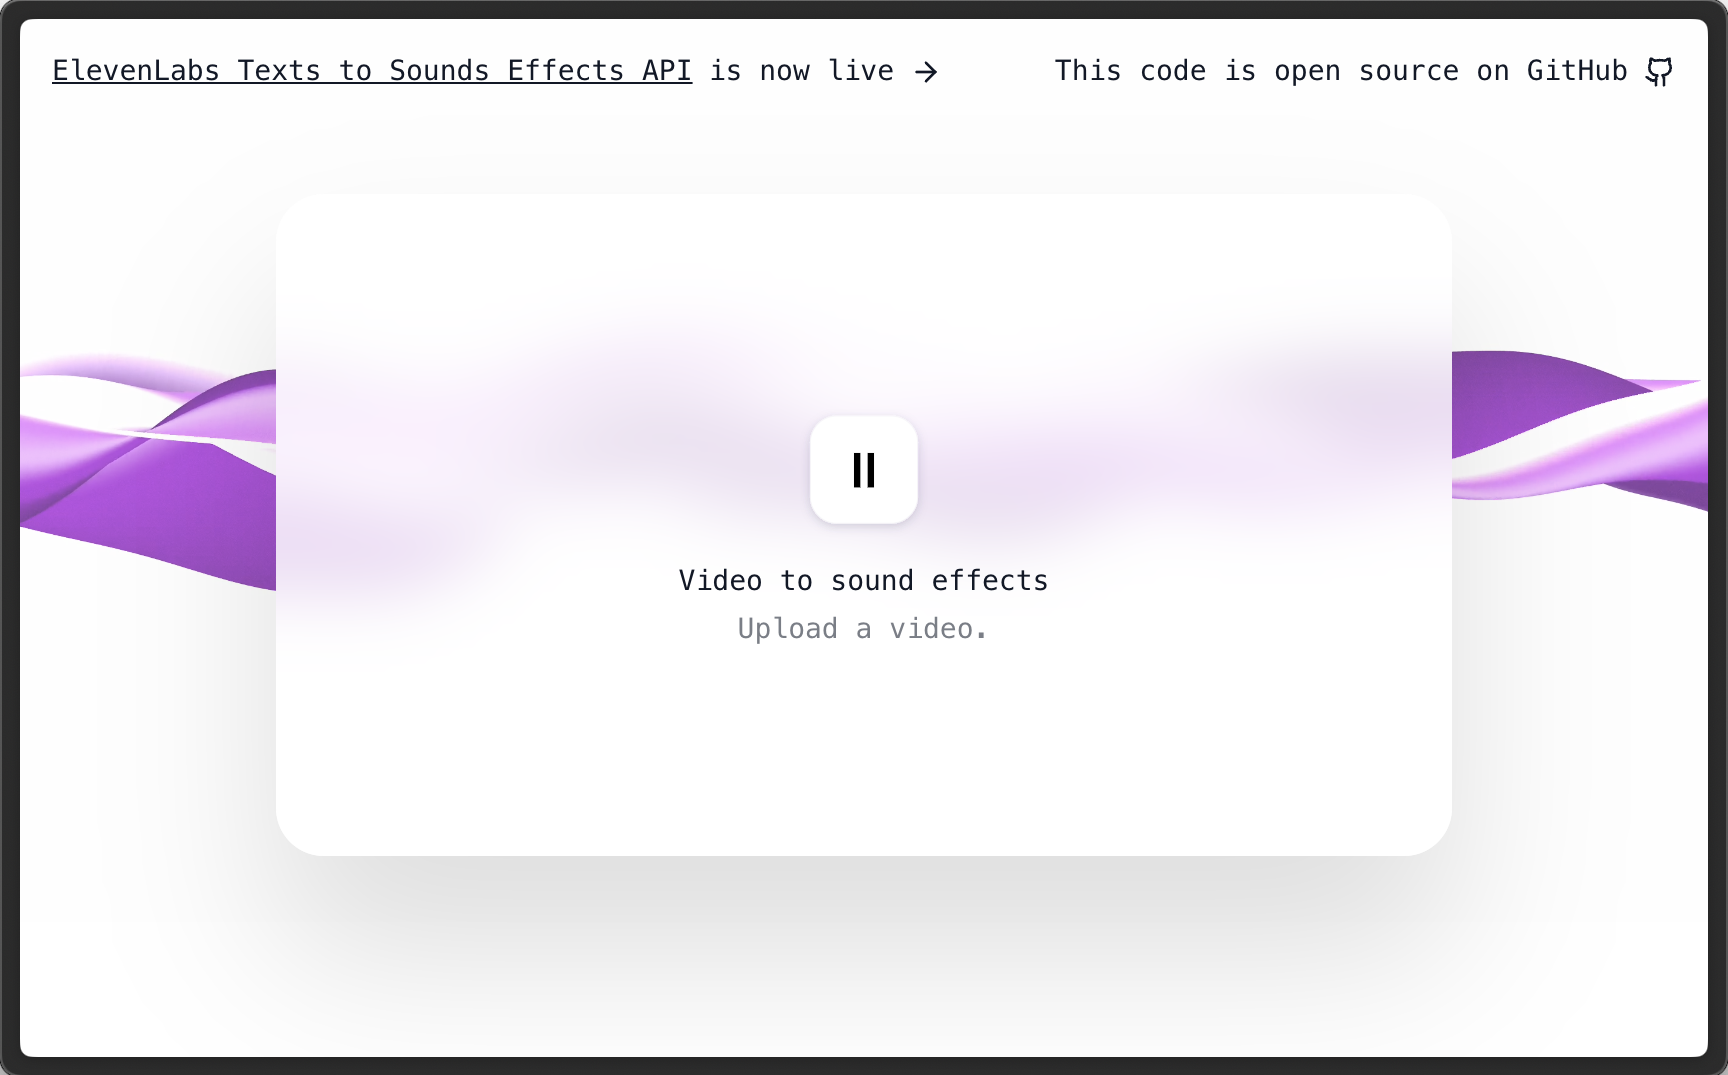 ElevenLabs Texts to Sounds Effects API is now live →
This code is open source on GitHub
Video to sound effects
Upload a video.